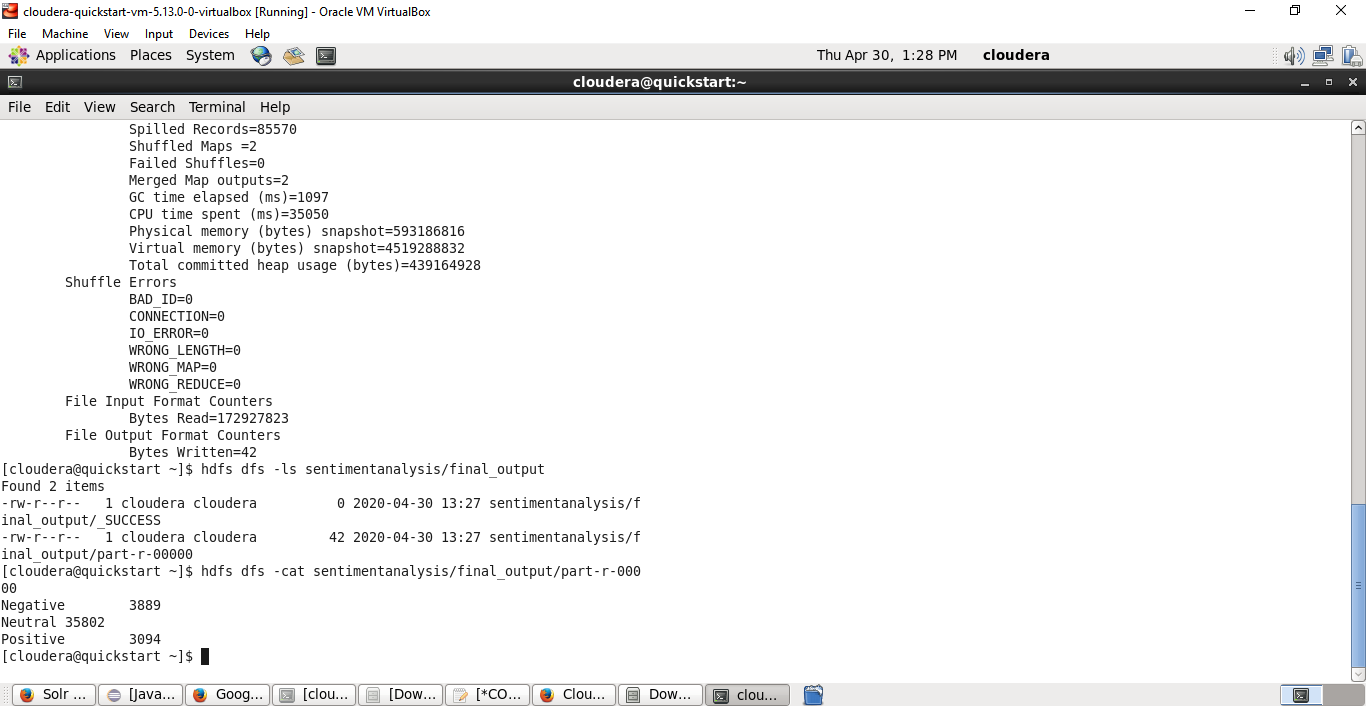 cloudera-quickstart-vm-5.13.0-0-virtualbox [Running] - Oracle VM VirtualBox
File Machine View Input Devices Help
Applications Places System Thu Apr 30, 1:28 PM cloudera
cloudera@quickstart:~
File Edit View Search Terminal Help
Spilled Records=85570
Shuffled Maps =2
Failed Shuffles=0
Merged Map outputs=2
GC time elapsed (ms)=1097
CPU time spent (ms)=35050
Physical memory (bytes) snapshot=593186816
Virtual memory (bytes) snapshot=4519288832
Total committed heap usage (bytes)=439164928
Shuffle Errors
BAD_ID=0
CONNECTION=0
IO_ERROR=0
WRONG_LENGTH=0
WRONG_MAP=0
WRONG_REDUCE=0
File Input Format Counters
Bytes Read=172927823
File Output Format Counters
Bytes Written=42
[cloudera@quickstart ~]$ hdfs dfs -ls sentimentanalysis/final_output
Found 2 items
-rw-r--r--   1 cloudera cloudera          0 2020-04-30 13:27 sentimentanalysis/f
inal_output/_SUCCESS
-rw-r--r--   1 cloudera cloudera         42 2020-04-30 13:27 sentimentanalysis/f
inal_output/part-r-00000
[cloudera@quickstart ~]$ hdfs dfs -cat sentimentanalysis/final_output/part-r-000
00
Negative        3889
Neutral 35802
Positive        3094
[cloudera@quickstart ~]$
Solr ... [Java... Goog... [clou... [Dow... [*CO... Clou... Dow... clou...